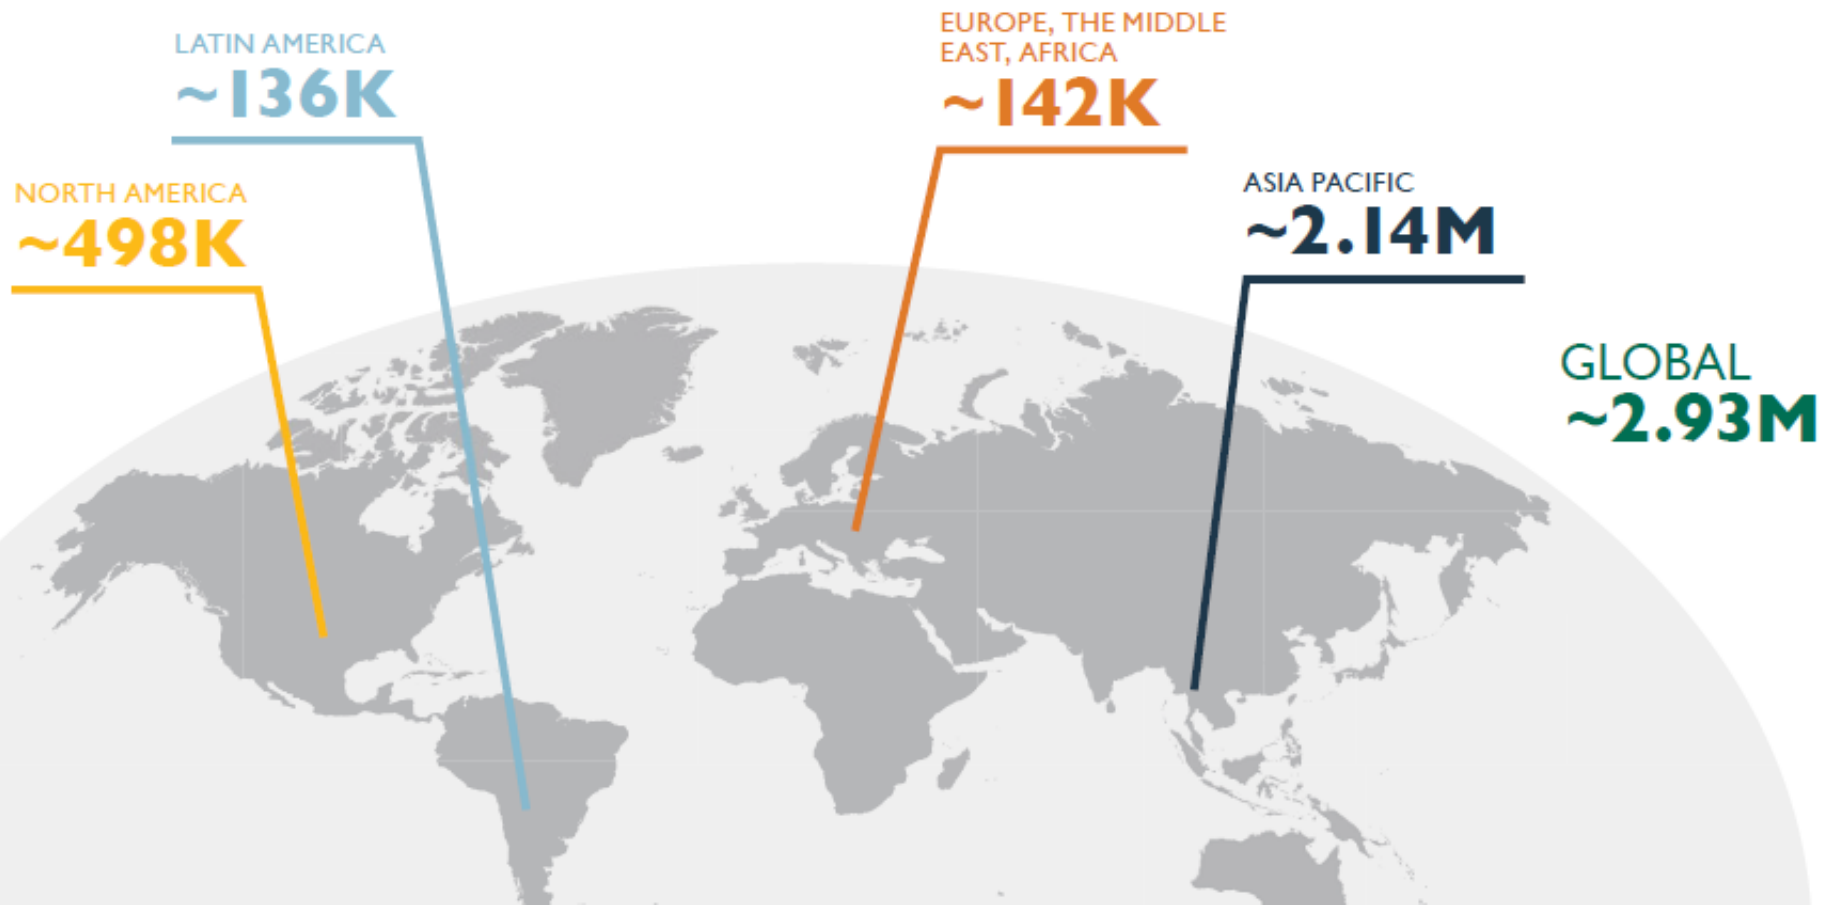 LATIN AMERICA
~136K
EUROPE, THE MIDDLE
EAST, AFRICA
~142K
NORTH AMERICA
~498K
ASIA PACIFIC
~2.14M
GLOBAL
~2.93M